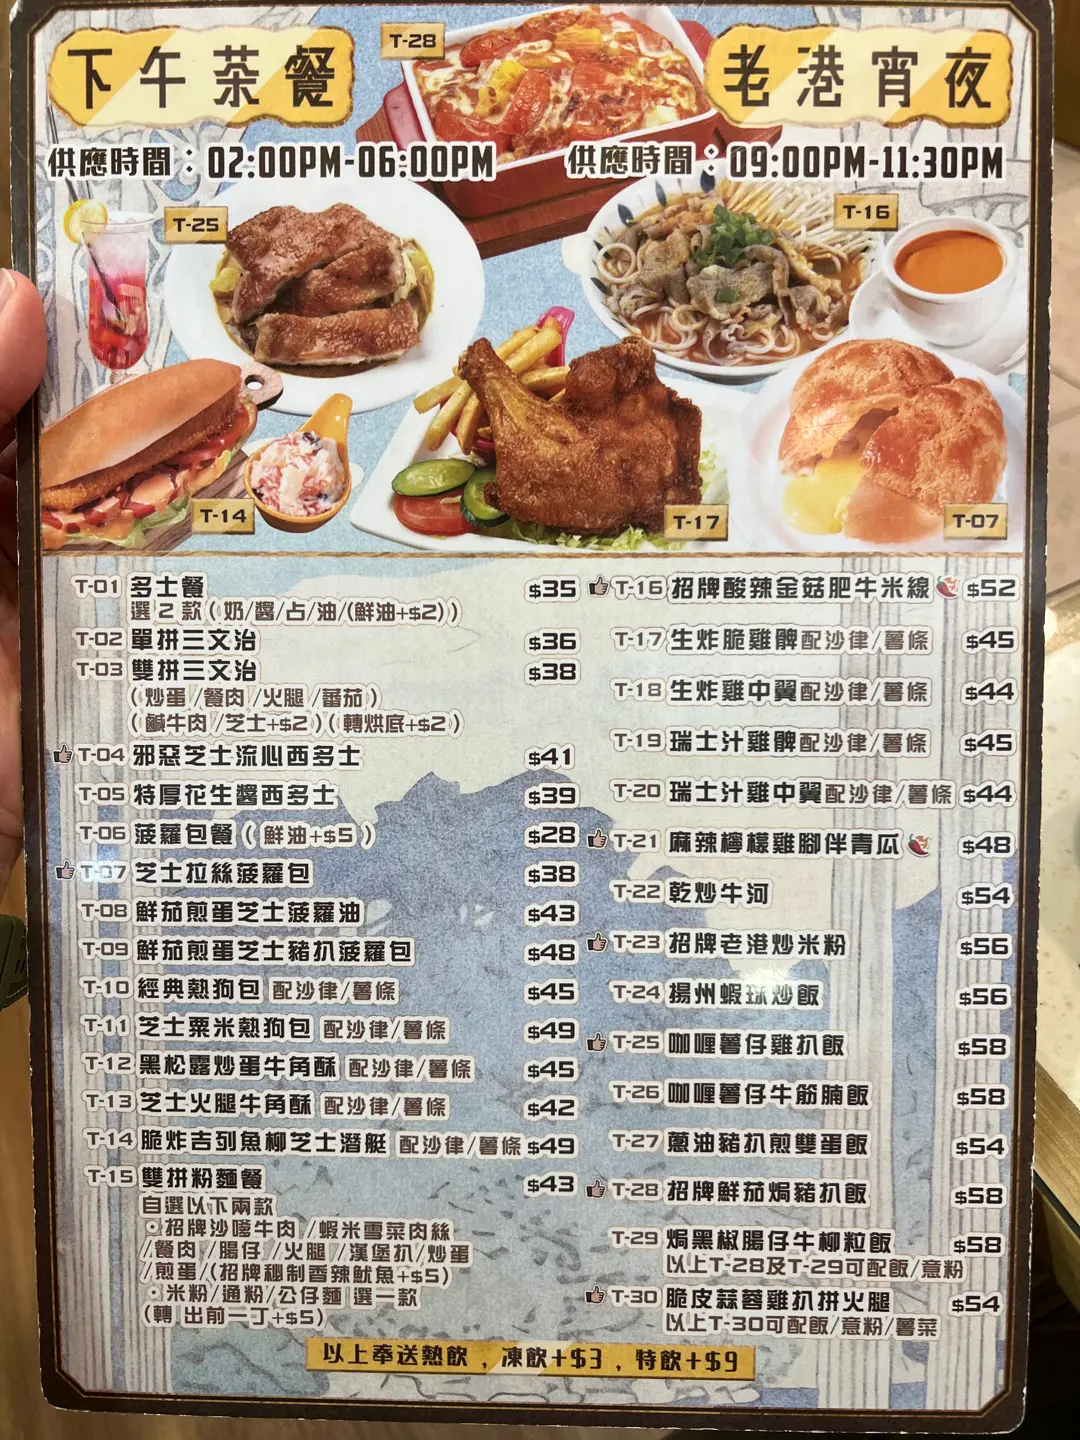 下午茶餐
T-28
老港宵夜
供應時間：02:00PM-06:00PM
供應時間：09:00PM-11:30PM
T-25
T-16
T-14
T-17
T-07
T-01 多士餐 $35
選 2 款（奶/醬/占/油/(鮮油+$2)）
T-02 單拼三文治 $36
T-03 雙拼三文治 $38
（炒蛋/餐肉/火腿/蕃茄）
（鹹牛肉/芝士+$2）（轉烘底+$2）
T-04 邪惡芝士流心西多士 $41
T-05 特厚花生醬西多士 $39
T-06 菠蘿包餐（鮮油+$5） $28
T-07 芝士拉絲菠蘿包 $38
T-08 鮮茄煎蛋芝士菠蘿油 $43
T-09 鮮茄煎蛋芝士豬扒菠蘿包 $48
T-10 經典熱狗包 配沙律/薯條 $45
T-11 芝士粟米熱狗包 配沙律/薯條 $49
T-12 黑松露炒蛋牛角酥 配沙律/薯條 $45
T-13 芝士火腿牛角酥 配沙律/薯條 $42
T-14 脆炸吉列魚柳芝士潛艇 配沙律/薯條 $49
T-15 雙拼粉麵餐 $43
自選以下兩款
。招牌沙嗲牛肉/蝦米雪菜肉絲
/餐肉/腸仔/火腿/漢堡扒/炒蛋
/煎蛋/(招牌秘制香辣魷魚+$5)
。米粉/通粉/公仔麵 選一款
(轉 出前一丁+$5)
T-16 招牌酸辣金菇肥牛米線 $52
T-17 生炸脆雞髀配沙律/薯條 $45
T-18 生炸雞中翼配沙律/薯條 $44
T-19 瑞士汁雞髀配沙律/薯條 $45
T-20 瑞士汁雞中翼配沙律/薯條 $44
T-21 麻辣檸檬雞腳伴青瓜 $48
T-22 乾炒牛河 $54
T-23 招牌老港炒米粉 $56
T-24 揚州蝦球炒飯 $56
T-25 咖喱薯仔雞扒飯 $58
T-26 咖喱薯仔牛筋腩飯 $58
T-27 蔥油豬扒煎雙蛋飯 $54
T-28 招牌鮮茄焗豬扒飯 $58
T-29 焗黑椒腸仔牛柳粒飯 $58
以上T-28及T-29可配飯/意粉
T-30 脆皮蒜蓉雞扒拼火腿 $54
以上T-30可配飯/意粉/薯菜
以上奉送熱飲，凍飲+$3，特飲+$9